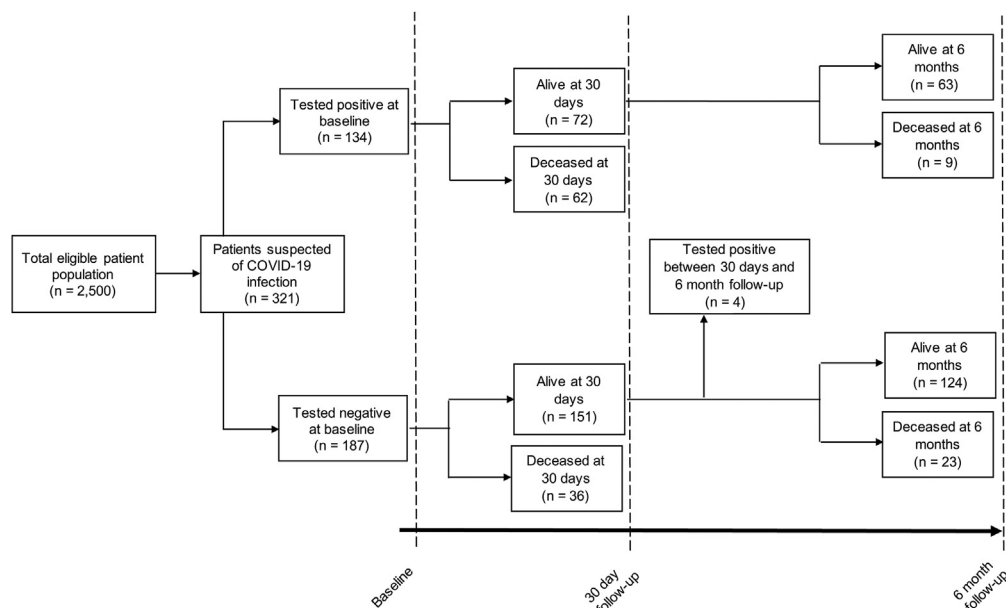 Total eligible patient
population
(n = 2,500)
Patients suspected
of COVID-19
infection
(n = 321)
Tested positive at
baseline
(n = 134)
Tested negative
at baseline
(n = 187)
Alive at 30
days
(n = 72)
Deceased at
30 days
(n = 62)
Alive at 30
days
(n = 151)
Deceased at
30 days
(n = 36)
Tested positive
between 30 days and
6 month follow-up
(n = 4)
Alive at 6
months
(n = 63)
Deceased at 6
months
(n = 9)
Alive at 6
months
(n = 124)
Deceased at 6
months
(n = 23)
Baseline
30 day
follow-up
6 month
follow-up